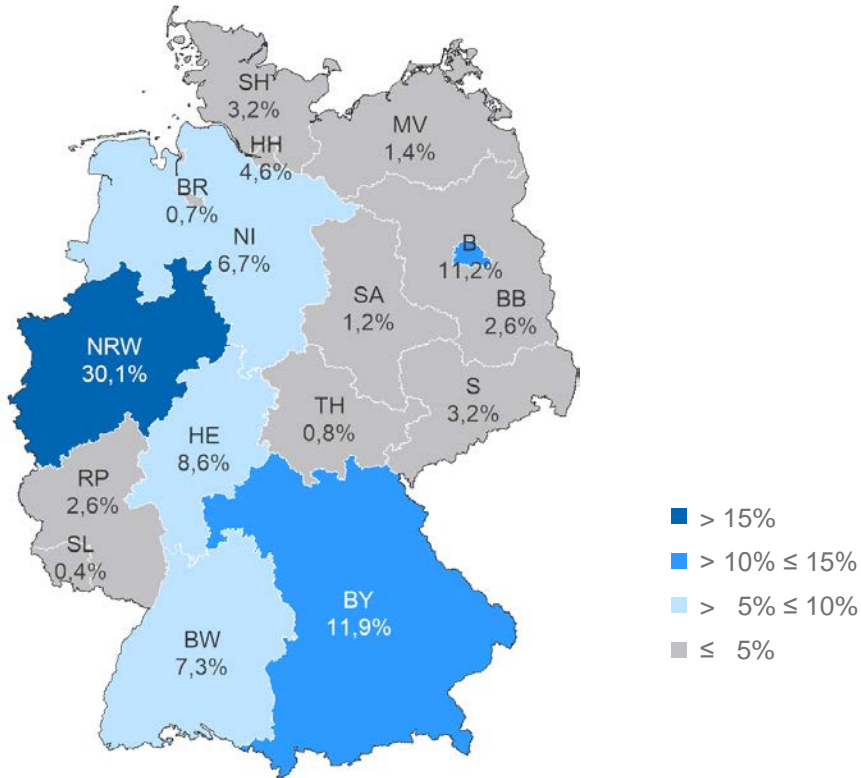 SH
3,2%
HH
4,6%
MV
1,4%
BR
0,7%
NI
6,7%
B
11,2%
BB
2,6%
SA
1,2%
NRW
30,1%
S
3,2%
TH
0,8%
HE
8,6%
RP
2,6%
SL
0,4%
BY
11,9%
BW
7,3%
> 15%
> 10% ≤ 15%
> 5% ≤ 10%
≤ 5%